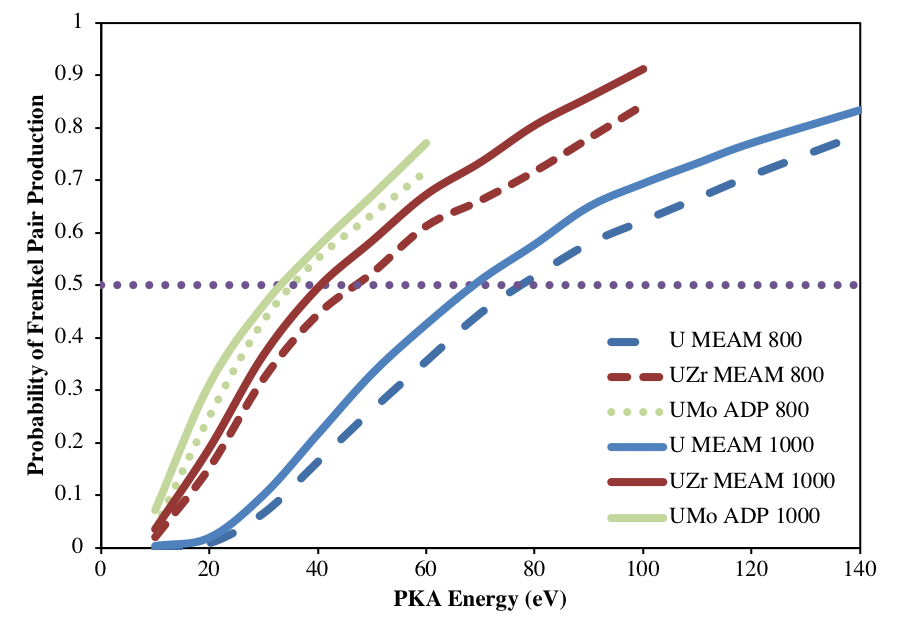 1
0.9
0.8
0.7
0.6
0.5
0.4
0.3
0.2
0.1
0
Probability of Frenkel Pair Production
U MEAM 800
UZr MEAM 800
UMo ADP 800
U MEAM 1000
UZr MEAM 1000
UMo ADP 1000
0 20 40 60 80 100 120 140
PKA Energy (eV)